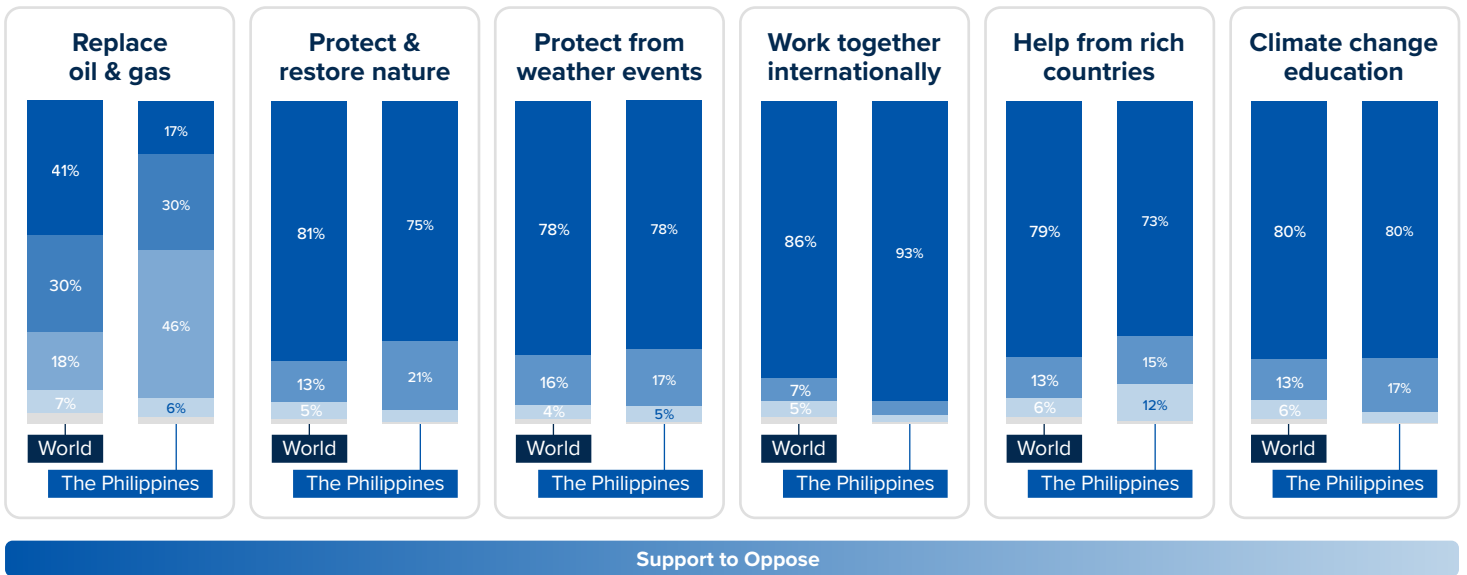 Replace
oil & gas
41%
30%
18%
7%
World
17%
30%
46%
6%
The Philippines
Protect &
restore nature
81%
13%
5%
World
75%
21%
The Philippines
Protect from
weather events
78%
16%
4%
World
78%
17%
5%
The Philippines
Work together
internationally
86%
7%
5%
World
93%
The Philippines
Help from rich
countries
79%
13%
6%
World
73%
15%
12%
The Philippines
Climate change
education
80%
13%
6%
World
80%
17%
The Philippines
Support to Oppose